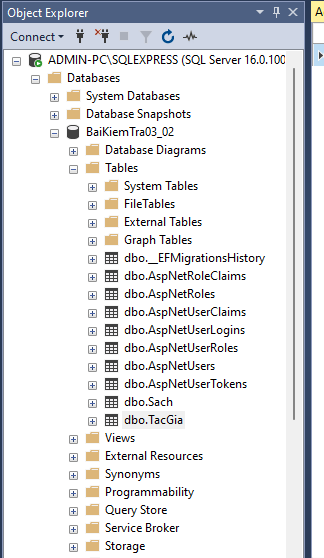 Object Explorer
A
Connect
ADMIN-PC\SQLEXPRESS (SQL Server 16.0.100
Databases
System Databases
Database Snapshots
BaiKiemTra03_02
Database Diagrams
Tables
System Tables
FileTables
External Tables
Graph Tables
dbo.__EFMigrationsHistory
dbo.AspNetRoleClaims
dbo.AspNetRoles
dbo.AspNetUserClaims
dbo.AspNetUserLogins
dbo.AspNetUserRoles
dbo.AspNetUsers
dbo.AspNetUserTokens
dbo.Sach
dbo.TacGia
Views
External Resources
Synonyms
Programmability
Query Store
Service Broker
Storage